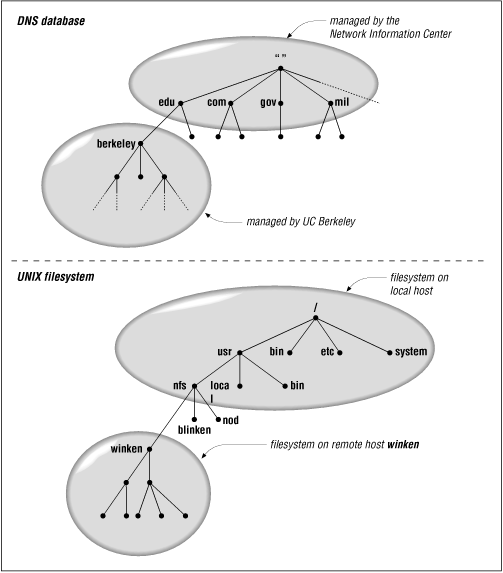 DNS database
managed by the
Network Information Center
“ ”
edu
com
gov
mil
berkeley
managed by UC Berkeley
UNIX filesystem
filesystem on
local host
/
usr
bin
etc
system
nfs
loca
l
bin
blinken
nod
winken
filesystem on remote host winken